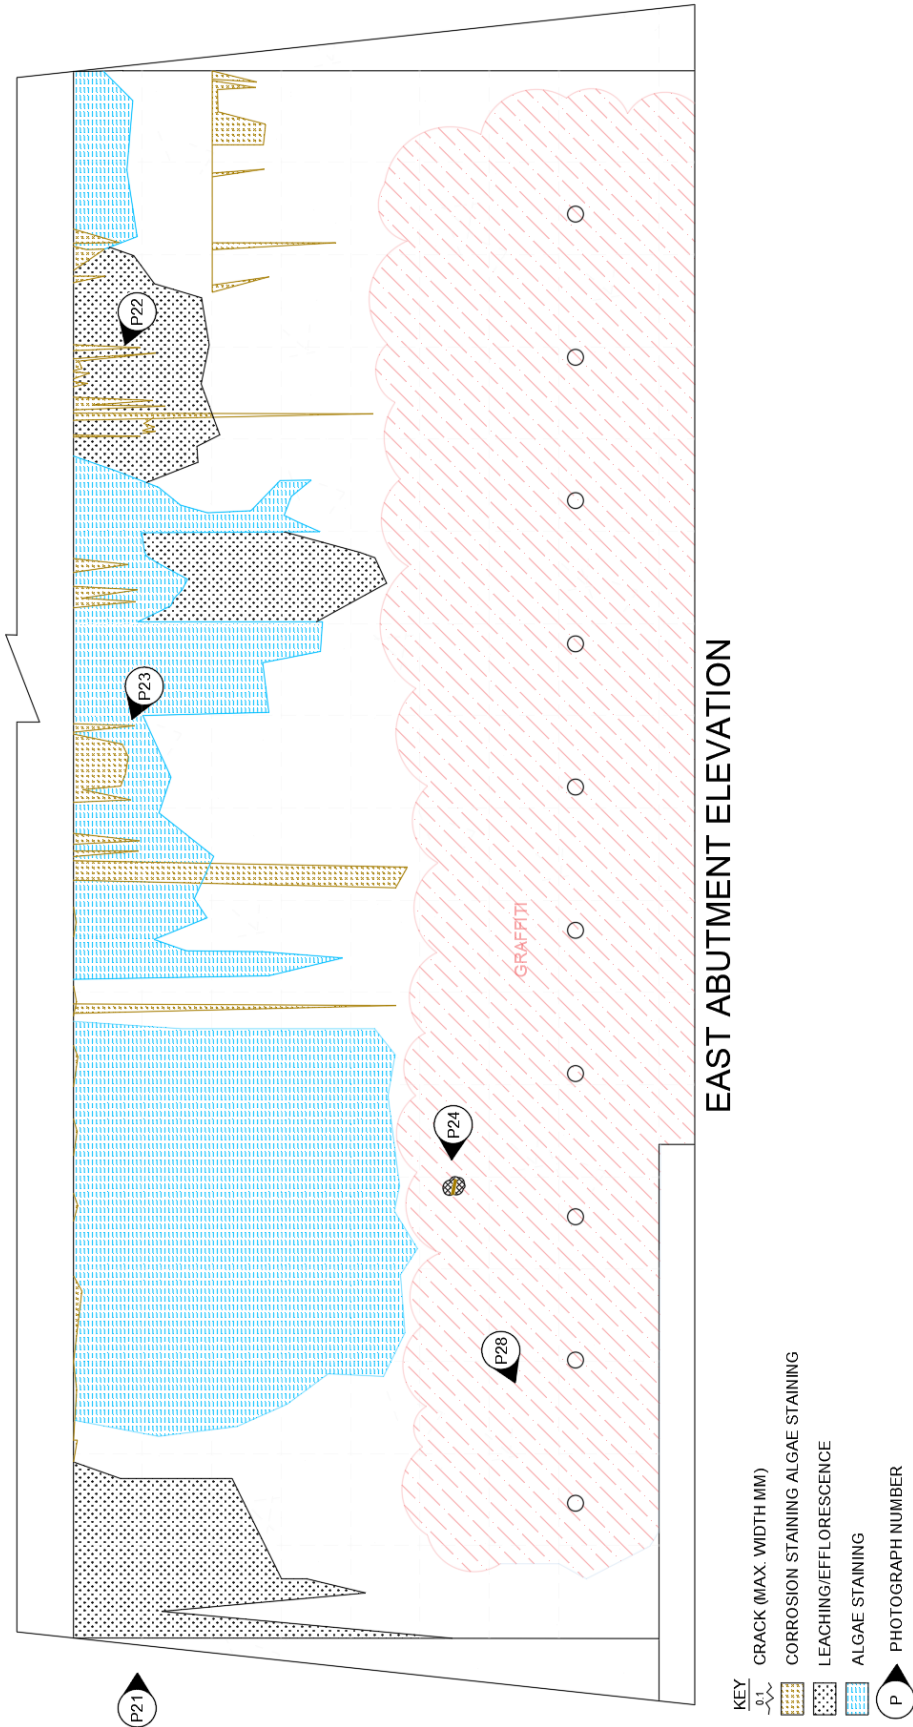 P21
P22
P23
P24
P28
GRAFFITI
EAST ABUTMENT ELEVATION
KEY
0.1
CRACK (MAX. WIDTH MM)
CORROSION STAINING ALGAE STAINING
LEACHING/EFFLORESCENCE
ALGAE STAINING
P
PHOTOGRAPH NUMBER